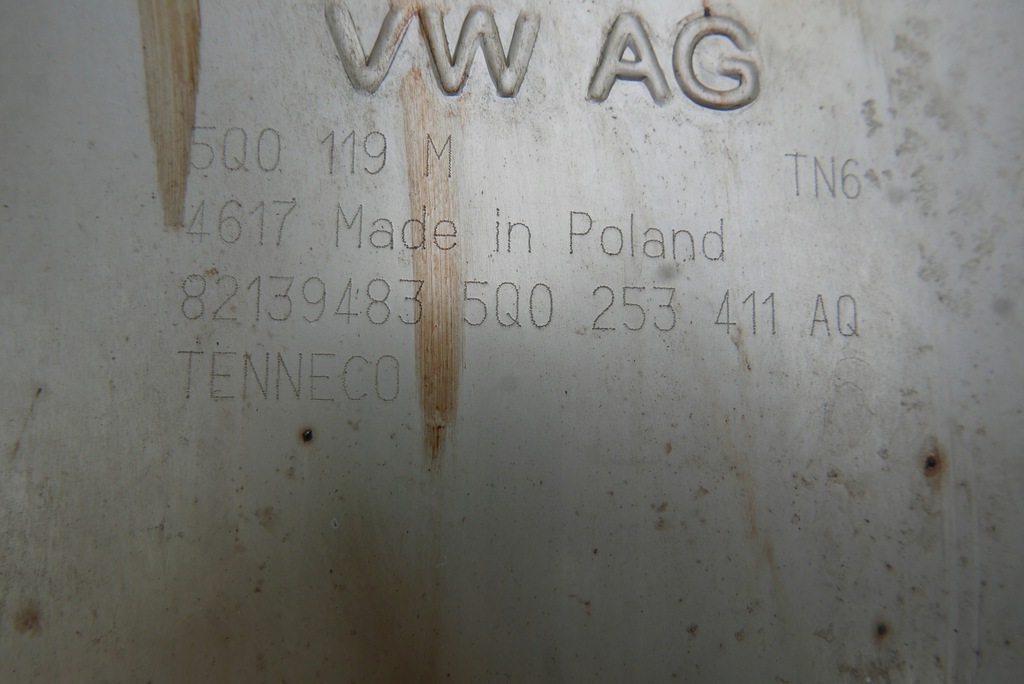 VW AG
5Q0 119 M TN6
4617 Made in Poland
82139483 5Q0 253 411 AQ
TENNECO